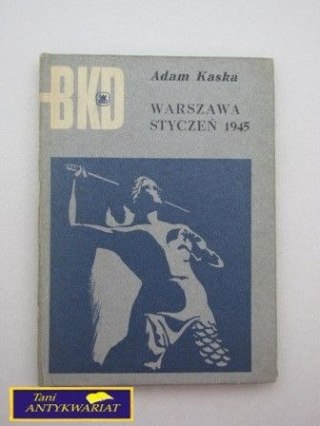 BKD
Adam Kaska
WARSZAWA
STYCZEŃ 1945
Tani
ANTYKWARIAT